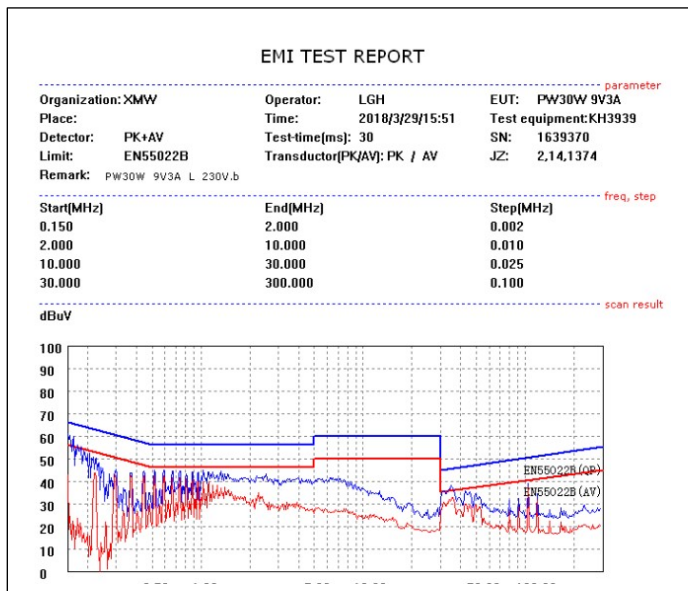 EMI TEST REPORT
parameter
Organization: XMW Operator: LGH EUT: PW30W 9V3A
Place: Time: 2018/3/29/15:51 Test equipment:KH3939
Detector: PK+AV Test-time(ms): 30 SN: 1639370
Limit: EN55022B Transductor(PK/AV): PK / AV JZ: 2,14,1374
Remark: PW30W 9V3A L 230V.b
freq, step
Start(MHz) End(MHz) Step(MHz)
0.150 2.000 0.002
2.000 10.000 0.010
10.000 30.000 0.025
30.000 300.000 0.100
scan result
dBuV
100
90
80
70
60
50
EN55022B(QP)
40
EN55022B(AV)
30
20
10
0